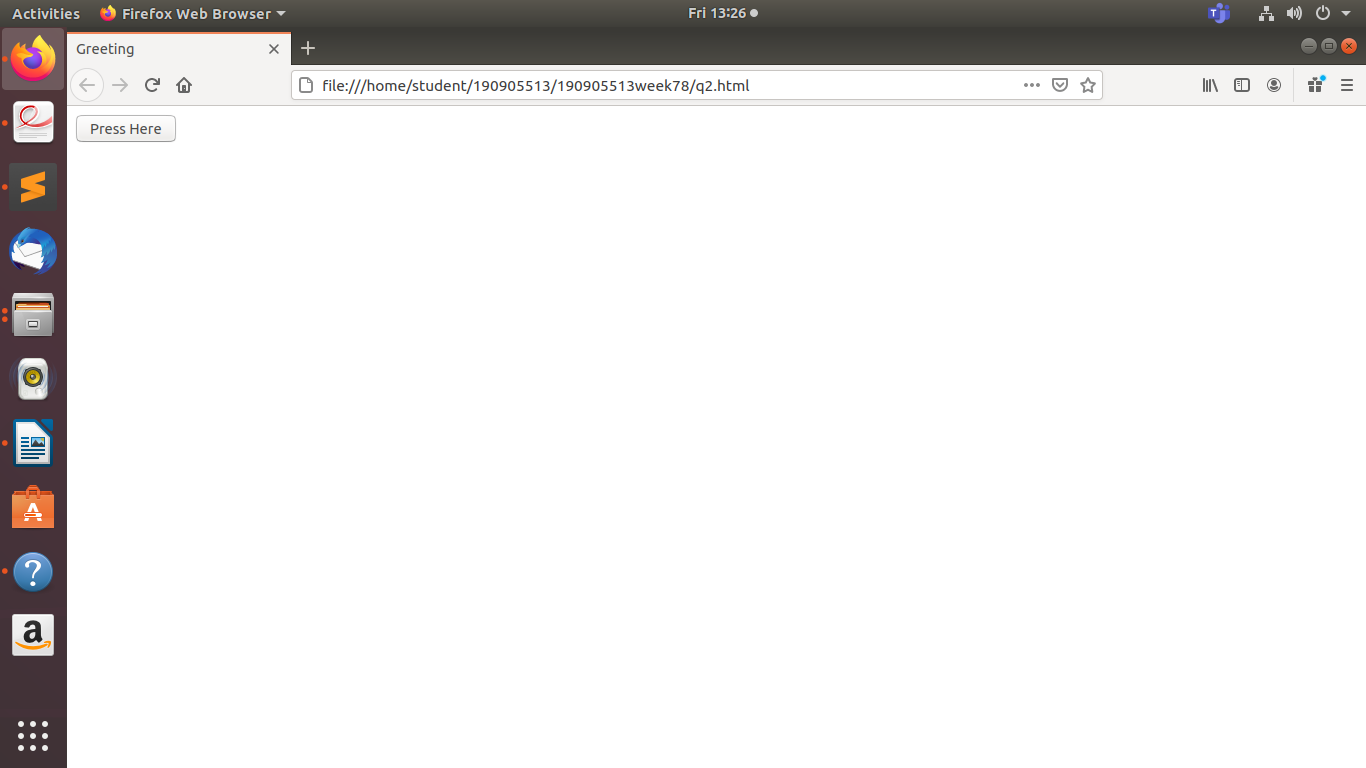 Activities Firefox Web Browser Fri 13:26
Greeting
file:///home/student/190905513/190905513week78/q2.html
Press Here